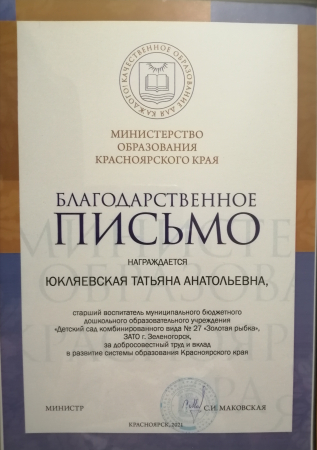 КАЧЕСТВЕННОЕ ОБРАЗОВАНИЕ ДЛЯ КАЖДОГО!
МИНИСТЕРСТВО
ОБРАЗОВАНИЯ
КРАСНОЯРСКОГО КРАЯ
БЛАГОДАРСТВЕННОЕ
ПИСЬМО
НАГРАЖДАЕТСЯ
ЮКЛЯЕВСКАЯ ТАТЬЯНА АНАТОЛЬЕВНА,
старший воспитатель муниципального бюджетного
дошкольного образовательного учреждения
«Детский сад комбинированного вида № 27 «Золотая рыбка»,
ЗАТО г. Зеленогорск,
за добросовестный труд и вклад
в развитие системы образования Красноярского края
МИНИСТР
С.И. МАКОВСКАЯ
КРАСНОЯРСК, 2021